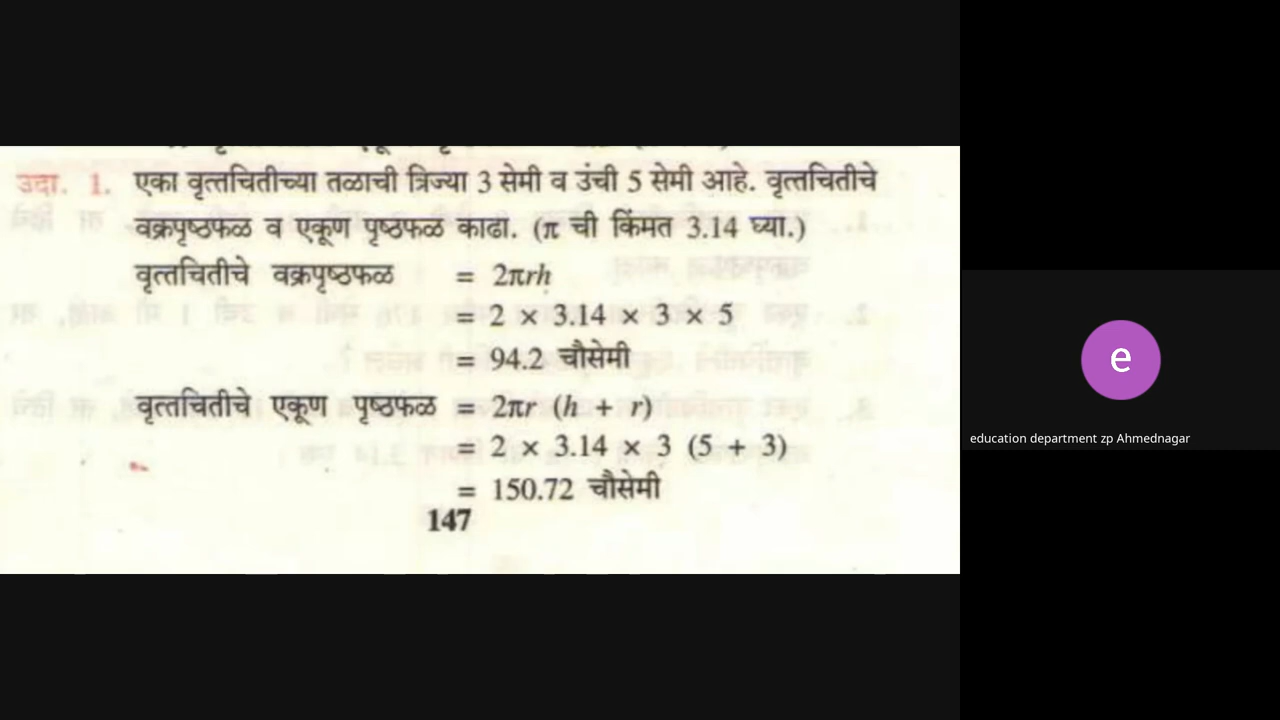 उदा. 1. एका वृत्तचितीच्या तळाची त्रिज्या 3 सेमी व उंची 5 सेमी आहे. वृत्तचितीचे
वक्रपृष्ठफळ व एकूण पृष्ठफळ काढा. (π ची किंमत 3.14 घ्या.)
वृत्तचितीचे वक्रपृष्ठफळ = 2πrh
= 2 × 3.14 × 3 × 5
= 94.2 चौसेमी
वृत्तचितीचे एकूण पृष्ठफळ = 2πr (h + r)
= 2 × 3.14 × 3 (5 + 3)
= 150.72 चौसेमी
147
e
education department zp Ahmednagar